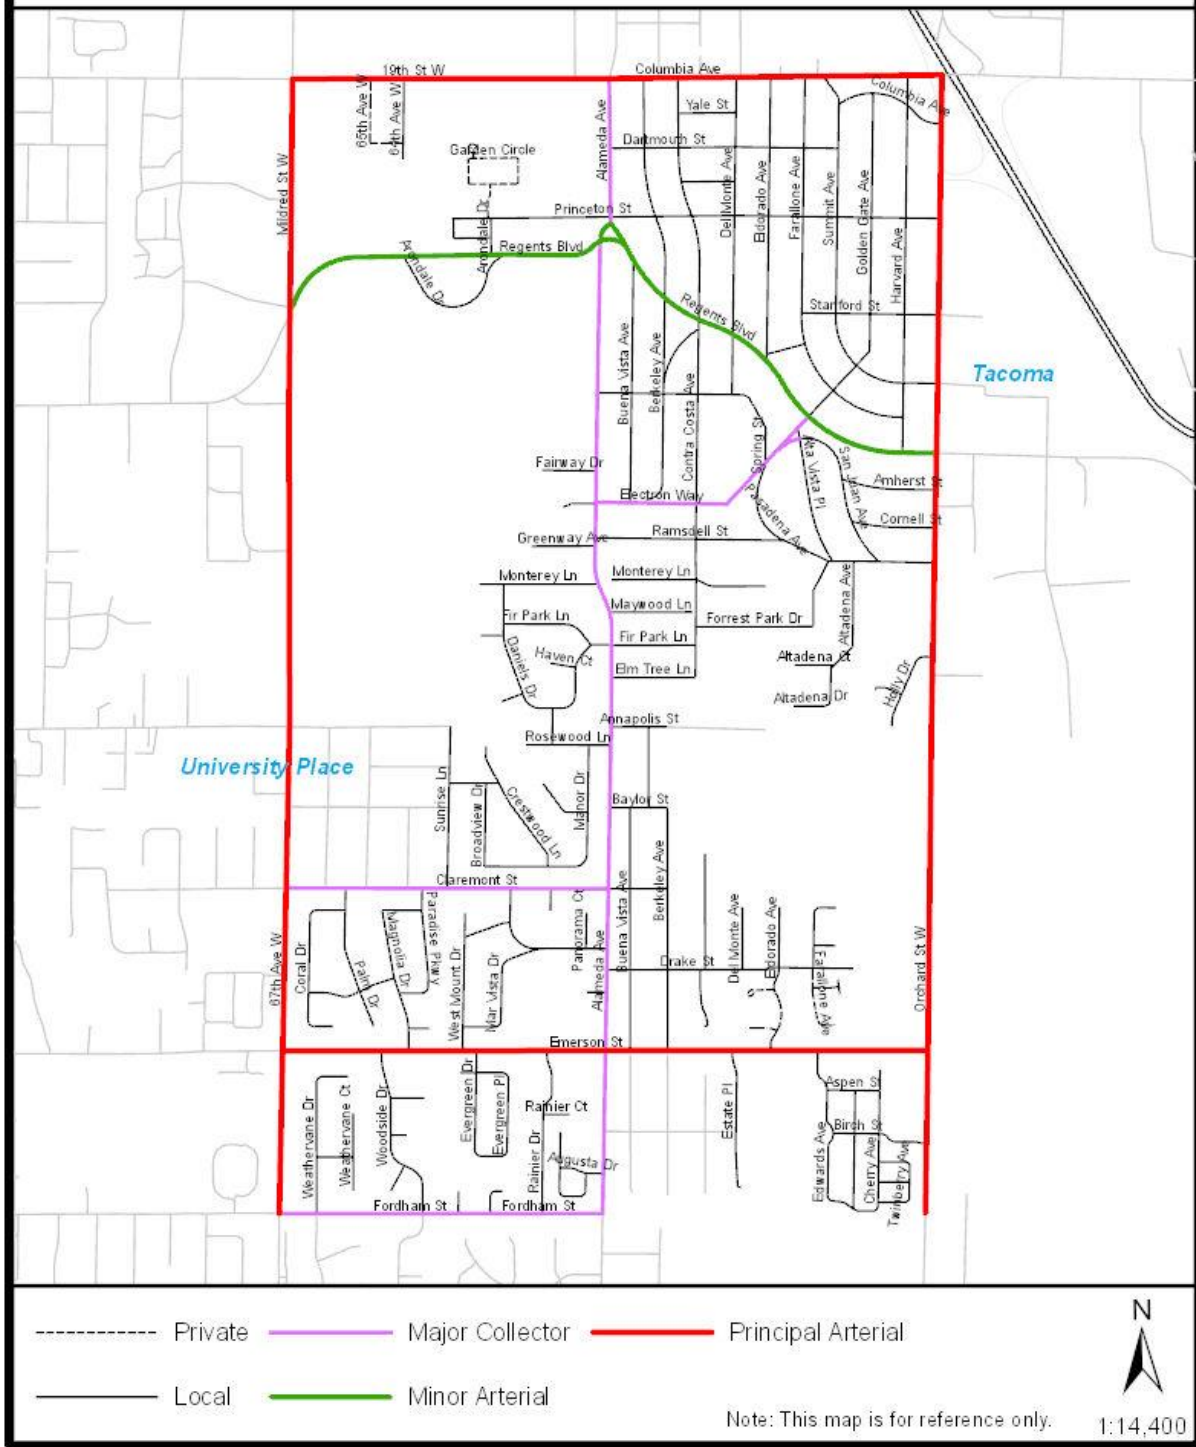 19th St W
Columbia Ave
Columbia Ave
65th Ave W
64th Ave W
Alameda Ave
Yale St
Dartmouth St
Garden Circle
Mildred St W
Del Monte Ave
Eldorado Ave
Farallone Ave
Summit Ave
Golden Gate Ave
Harvard Ave
Princeton St
Arondale Dr
Regents Blvd
Arondale Dr
Regents Blvd
Stanford St
Tacoma
Buena Vista Ave
Berkeley Ave
Contra Costa Ave
Spring St
Alta Vista Pl
San Juan Ave
Fairway Dr
Amherst St
Electron Way
Pasadena Ave
Cornell St
Greenway Ave
Ramsdell St
Monterey Ln
Monterey Ln
Maywood Ln
Fir Park Ln
Forrest Park Dr
Altadena Ave
Fir Park Ln
Daniels Dr
Haven Ct
Elm Tree Ln
Altadena Ct
Altadena Dr
Holly Dr
Annapolis St
Rosewood Ln
University Place
Sunrise Ln
Broadview Dr
Crestwood Ln
Manor Dr
Baylor St
Claremont St
Berkeley Ave
Buena Vista Ave
Panorama Ct
Alameda Ave
67th Ave W
Coral Dr
Palm Dr
Magnolia Dr
Paradise Pkwy
West Mount Dr
Mar Vista Dr
Drake St
Del Monte Ave
Eldorado Ave
Farallone Ave
Orchard St W
Emerson St
Weathervane Dr
Weathervane Ct
Woodside Dr
Evergreen Dr
Evergreen Pl
Rainier Ct
Rainier Dr
Augusta Dr
Estate Pl
Aspen St
Birch St
Edwards Ave
Cherry Ave
Twinberry Ave
Fordham St
Fordham St
Private
Major Collector
Principal Arterial
Local
Minor Arterial
N
Note: This map is for reference only.
1:14,400